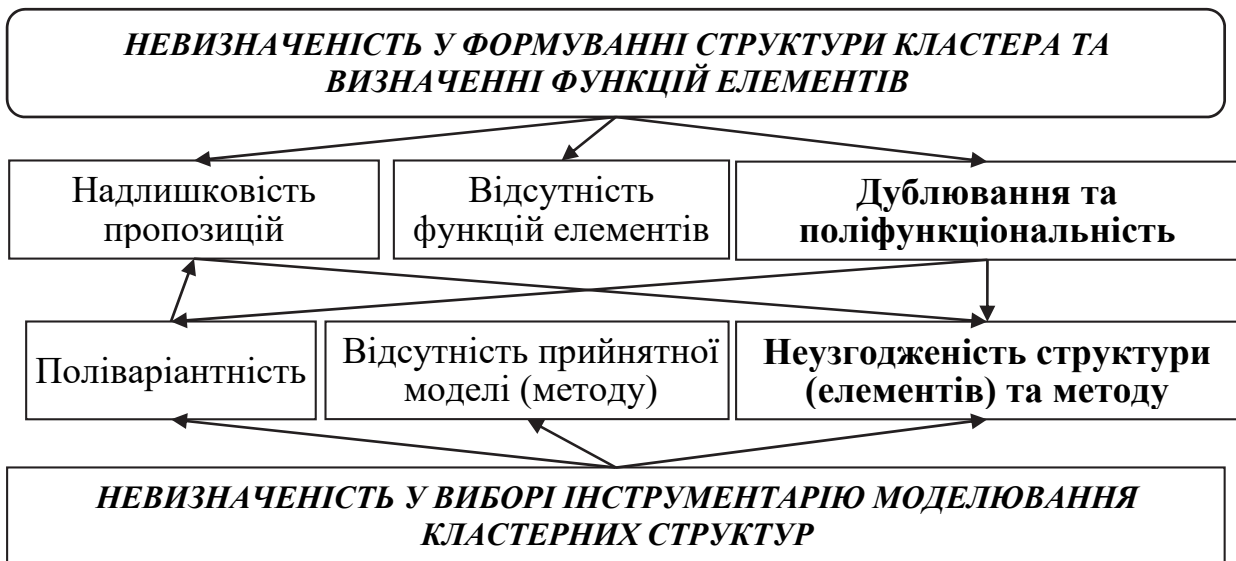 НЕВИЗНАЧЕНІСТЬ У ФОРМУВАННІ СТРУКТУРИ КЛАСТЕРА ТА
ВИЗНАЧЕННІ ФУНКЦІЙ ЕЛЕМЕНТІВ
Надлишковість
пропозицій
Відсутність
функцій елементів
Дублювання та
поліфункціональність
Поліваріантність
Відсутність прийнятної
моделі (методу)
Неузгодженість структури
(елементів) та методу
НЕВИЗНАЧЕНІСТЬ У ВИБОРІ ІНСТРУМЕНТАРІЮ МОДЕЛЮВАННЯ
КЛАСТЕРНИХ СТРУКТУР